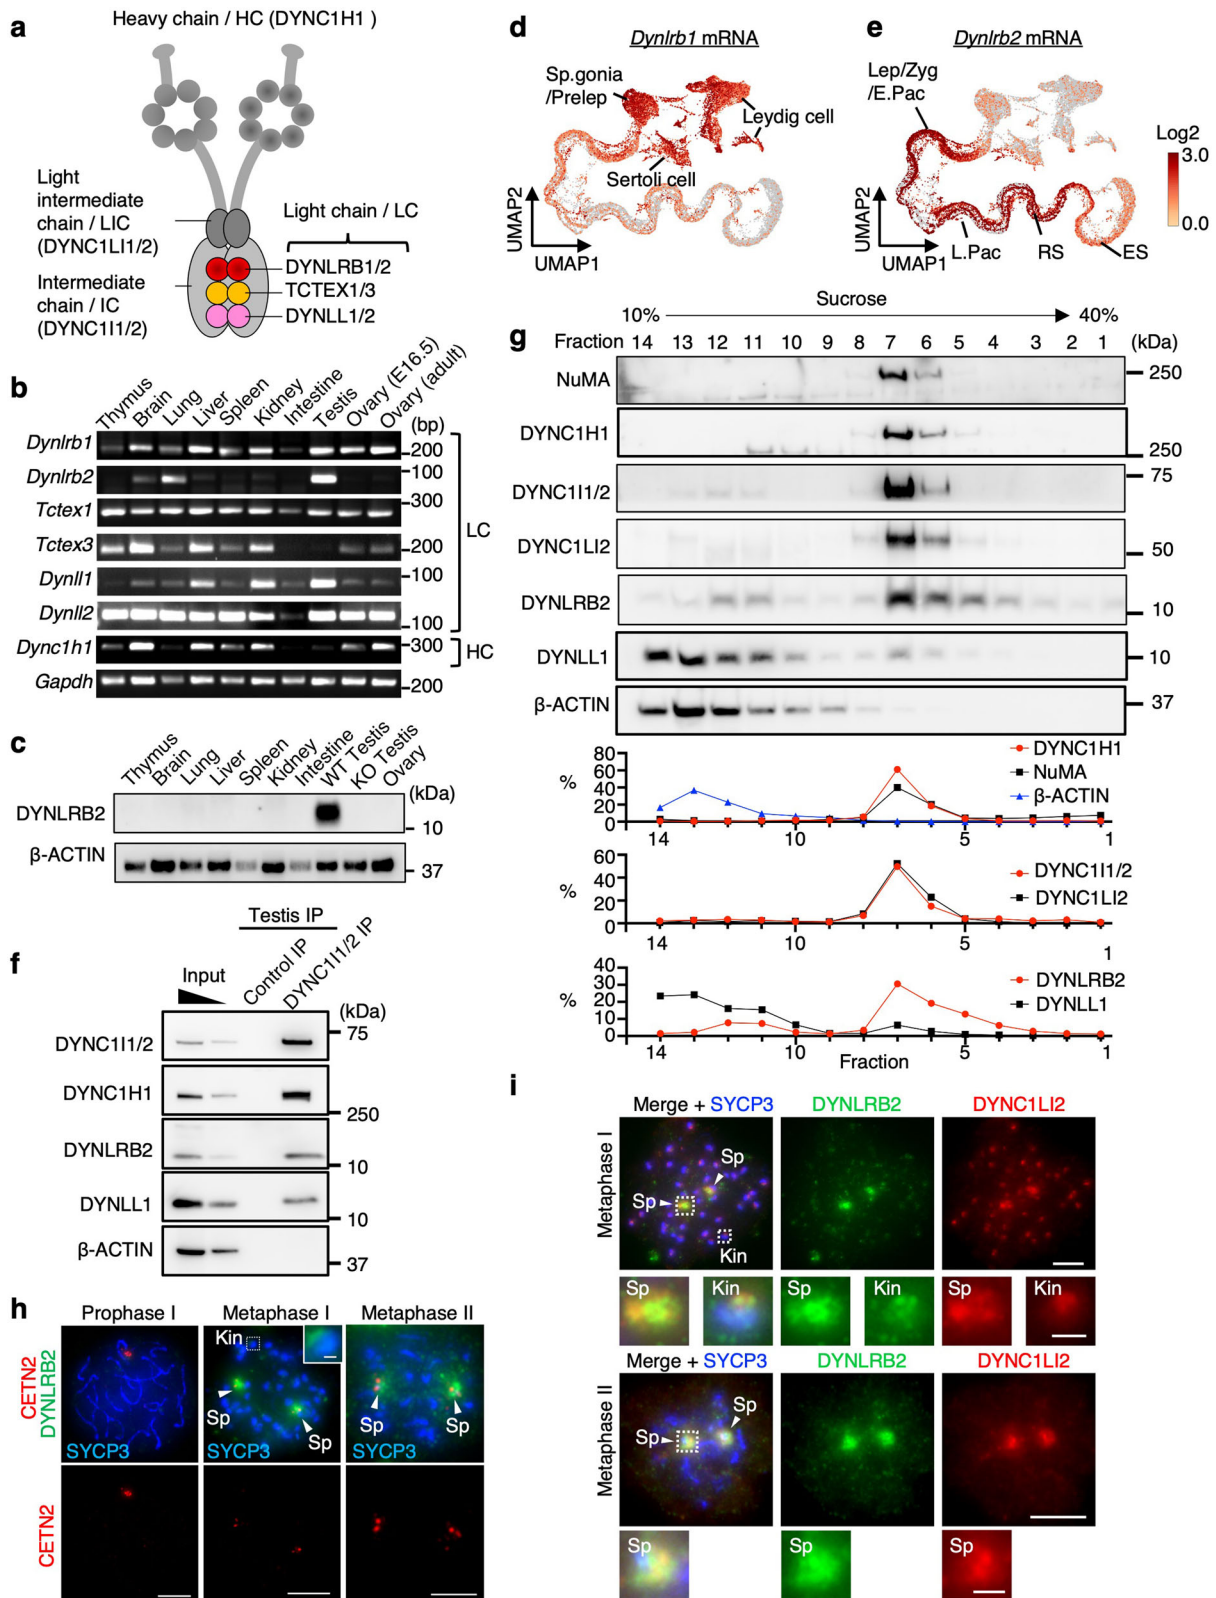 a
Heavy chain / HC (DYNC1H1 )
Light
intermediate
chain / LIC
(DYNC1LI1/2)
Intermediate
chain / IC
(DYNC1I1/2)
Light chain / LC
DYNLRB1/2
TCTEX1/3
DYNLL1/2
b
Thymus
Brain
Lung
Liver
Spleen
Kidney
Intestine
Testis
Ovary (E16.5)
Ovary (adult)
(bp)
Dynlrb1
200
Dynlrb2
100
Tctex1
300
Tctex3
200
Dynll1
100
Dynll2
100
LC
Dync1h1
300
HC
Gapdh
200
c
Thymus
Brain
Lung
Liver
Spleen
Kidney
Intestine
WT Testis
KO Testis
Ovary
(kDa)
DYNLRB2
10
β-ACTIN
37
d
Dynlrb1 mRNA
Sp.gonia
/Prelep
Leydig cell
Sertoli cell
UMAP2
UMAP1
e
Dynlrb2 mRNA
Lep/Zyg
/E.Pac
Log2
3.0
0.0
L.Pac
RS
ES
UMAP2
UMAP1
f
Testis IP
Input
Control IP
DYNC1I1/2 IP
(kDa)
DYNC1I1/2
75
DYNC1H1
250
DYNLRB2
10
DYNLL1
10
β-ACTIN
37
g
Sucrose
10%
40%
Fraction 14 13 12 11 10 9 8 7 6 5 4 3 2 1 (kDa)
NuMA
250
DYNC1H1
250
DYNC1I1/2
75
DYNC1LI2
50
DYNLRB2
10
DYNLL1
10
β-ACTIN
37
80
60
40
20
0
%
14 10 5 1
DYNC1H1
NuMA
β-ACTIN
60
40
20
0
%
14 10 5 1
DYNC1I1/2
DYNC1LI2
40
30
20
10
0
%
14 10 5 1
Fraction
DYNLRB2
DYNLL1
h
Prophase I Metaphase I Metaphase II
CETN2
DYNLRB2
SYCP3
Kin
Sp
Sp
SYCP3
Sp
Sp
SYCP3
CETN2
i
Merge + SYCP3 DYNLRB2 DYNC1LI2
Metaphase I
Sp
Sp
Kin
Sp Kin Sp Kin Sp Kin
Merge + SYCP3 DYNLRB2 DYNC1LI2
Metaphase II
Sp
Sp
Sp Sp Sp